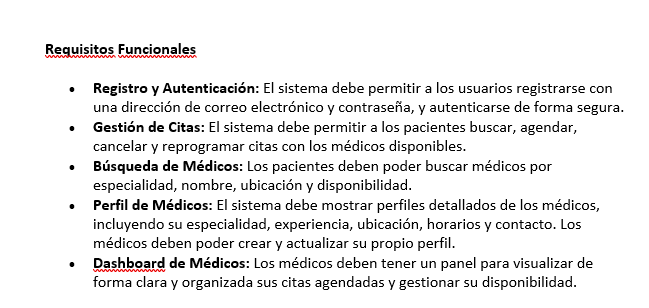 Requisitos Funcionales
• Registro y Autenticación: El sistema debe permitir a los usuarios registrarse con
una dirección de correo electrónico y contraseña, y autenticarse de forma segura.
• Gestión de Citas: El sistema debe permitir a los pacientes buscar, agendar,
cancelar y reprogramar citas con los médicos disponibles.
• Búsqueda de Médicos: Los pacientes deben poder buscar médicos por
especialidad, nombre, ubicación y disponibilidad.
• Perfil de Médicos: El sistema debe mostrar perfiles detallados de los médicos,
incluyendo su especialidad, experiencia, ubicación, horarios y contacto. Los
médicos deben poder crear y actualizar su propio perfil.
• Dashboard de Médicos: Los médicos deben tener un panel para visualizar de
forma clara y organizada sus citas agendadas y gestionar su disponibilidad.